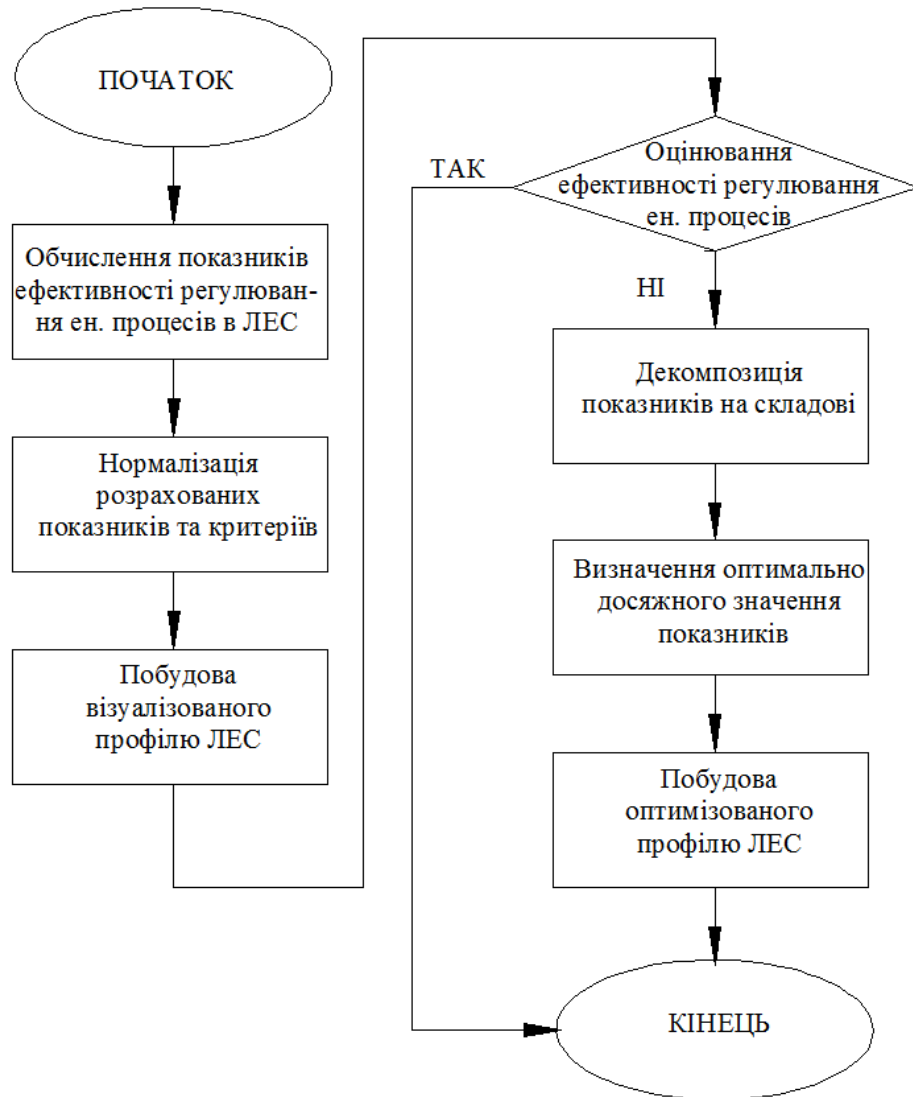 ПОЧАТОК
Обчислення показників
ефективності регулюван-
ня ен. процесів в ЛЕС
Нормалізація
розрахованих
показників та критеріїв
Побудова
візуалізованого
профілю ЛЕС
Оцінювання
ефективності регулювання
ен. процесів
ТАК
НІ
Декомпозиція
показників на складові
Визначення оптимально
досяжного значення
показників
Побудова
оптимізованого
профілю ЛЕС
КІНЕЦЬ